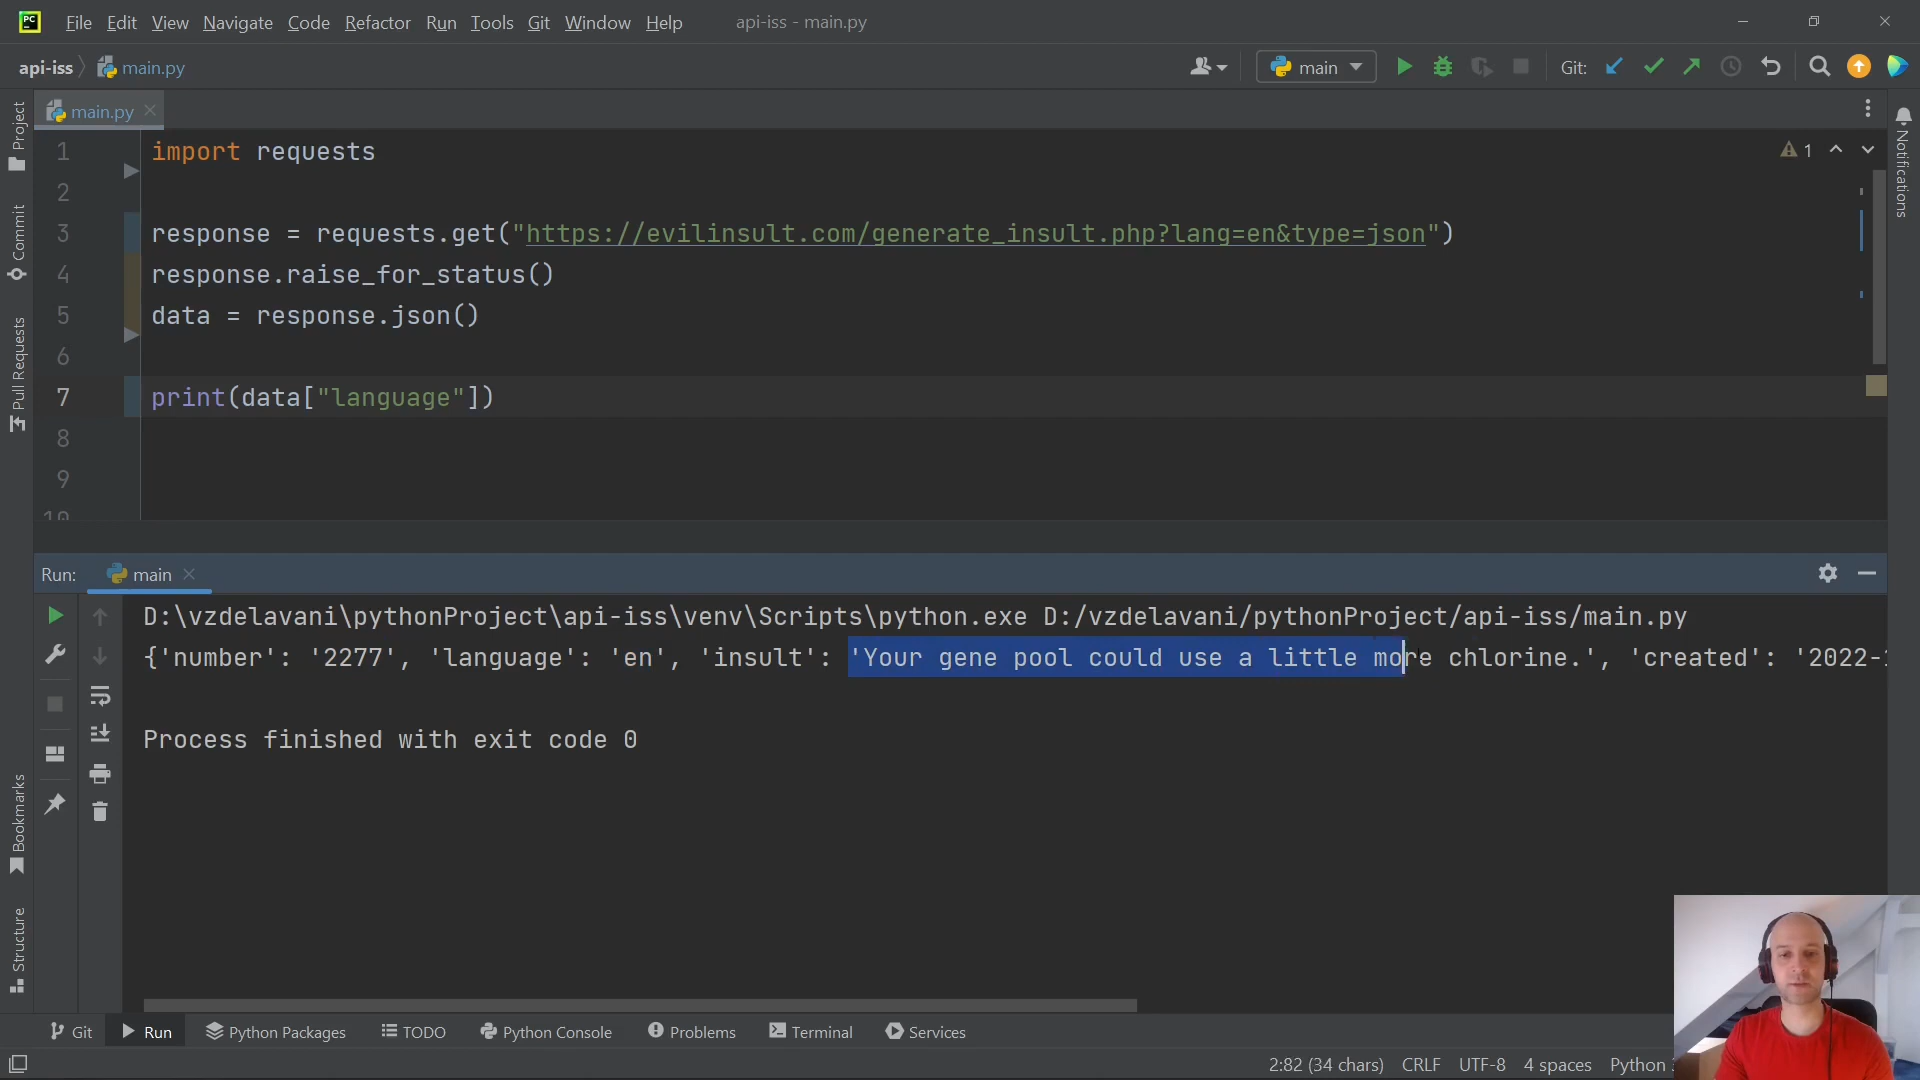 PC File Edit View Navigate Code Refactor Run Tools Git Window Help api-iss - main.py
api-iss main.py main Git:
main.py
Project
Commit
Pull Requests
Bookmarks
Structure
Notifications
1 import requests
1
2
3 response = requests.get("https://evilinsult.com/generate_insult.php?lang=en&type=json")
4 response.raise_for_status()
5 data = response.json()
6
7 print(data["language"])
8
9
10
Run: main
D:\vzdelavani\pythonProject\api-iss\venv\Scripts\python.exe D:/vzdelavani/pythonProject/api-iss/main.py
{'number': '2277', 'language': 'en', 'insult': 'Your gene pool could use a little more chlorine.', 'created': '2022-
Process finished with exit code 0
Git Run Python Packages TODO Python Console Problems Terminal Services
2:82 (34 chars) CRLF UTF-8 4 spaces Python